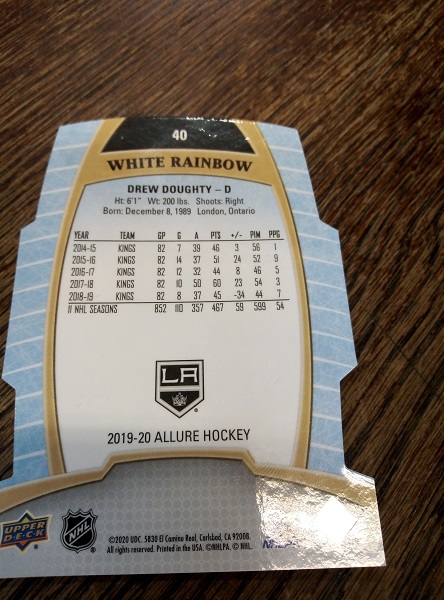 40
WHITE RAINBOW
DREW DOUGHTY – D
Ht: 6'1" Wt: 200 lbs. Shoots: Right
Born: December 8, 1989 London, Ontario
YEAR TEAM GP G A PTS +/- PIM PPG
2014-15 KINGS 82 7 39 46 3 56 1
2015-16 KINGS 82 14 37 51 24 52 9
2016-17 KINGS 82 12 32 44 8 46 5
2017-18 KINGS 82 10 50 60 23 54 3
2018-19 KINGS 82 8 37 45 -34 44 7
11 NHL SEASONS 852 110 357 467 59 599 54
LA
2019-20 ALLURE HOCKEY
UPPER DECK
NHL
©2020 UDC. 5830 El Camino Real, Carlsbad, CA 92008.
All rights reserved. Printed in the USA. ©NHLPA. © NHL.